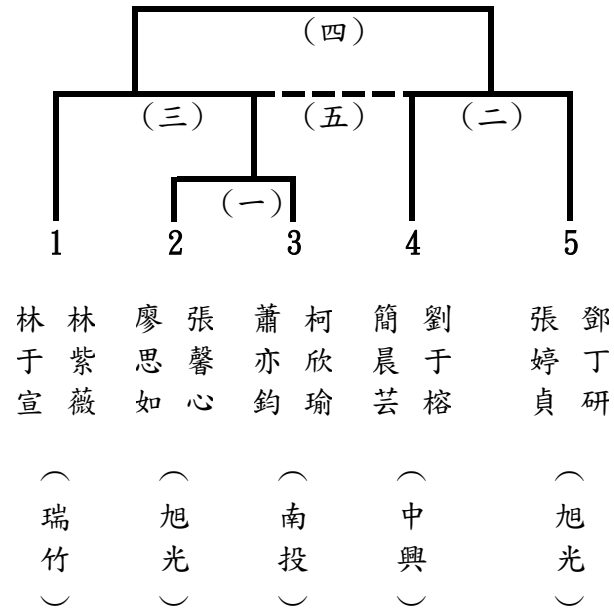 （四）
（三）
（五）
（二）
（一）
1
2
3
4
5
林于宣
林紫薇
廖思如
張馨心
蕭亦鈞
柯欣瑜
簡晨芸
劉于榕
張婷貞
鄧丁研
（瑞竹）
（旭光）
（南投）
（中興）
（旭光）